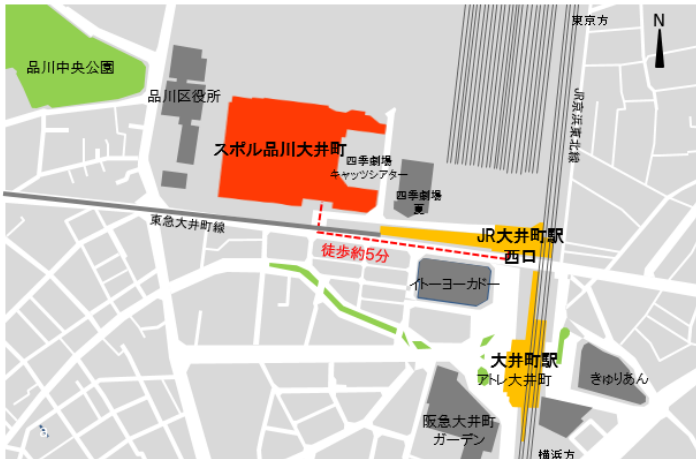 東京方
N
品川中央公園
品川区役所
JR京浜東北線
スポル品川大井町
四季劇場
キャッツシアター
四季劇場
夏
東急大井町線
JR大井町駅
西口
徒歩約5分
イトーヨーカドー
大井町駅
アトレ大井町
きゅりあん
阪急大井町
ガーデン
横浜方